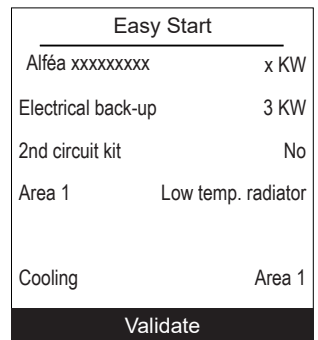 Easy Start
Alféa xxxxxxxxx x KW
Electrical back-up 3 KW
2nd circuit kit No
Area 1 Low temp. radiator
Cooling Area 1
Validate